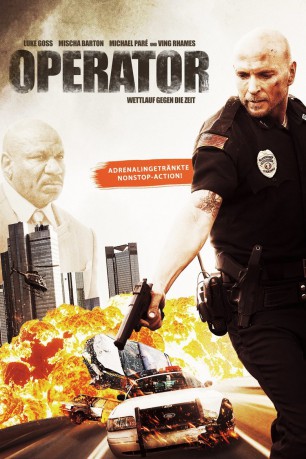 LUKE GOSS MISCHA BARTON MICHAEL PARÉ UND VING RHAMES
OPERATOR
WETTLAUF GEGEN DIE ZEIT
ADRENALINGETRÄNKTE
NONSTOP-ACTION!